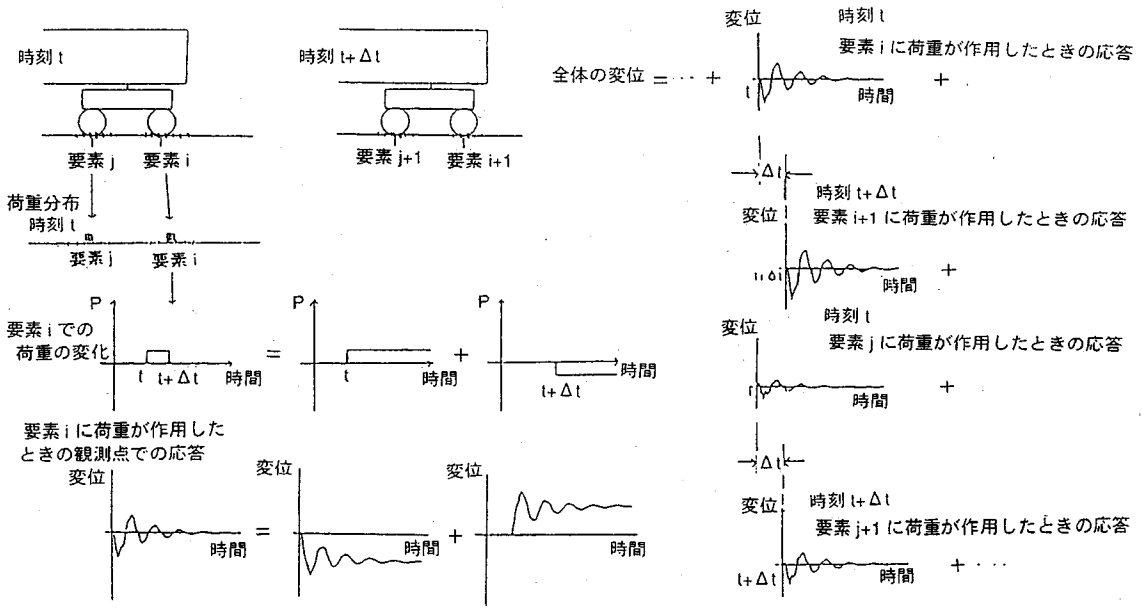 時刻 t
時刻 t+Δt
要素 j
要素 i
要素 j+1
要素 i+1
荷重分布
時刻 t
要素 j
要素 i
要素 i での
荷重の変化
P
t
t+Δt
時間
=
P
t
時間
+
P
t+Δt
時間
要素 i に荷重が作用した
ときの観測点での応答
変位
時間
=
変位
時間
+
変位
時間
全体の変位 = ‥ +
変位
時刻 t
要素 i に荷重が作用したときの応答
t
時間
+
Δt
時刻 t+Δt
変位
要素 i+1 に荷重が作用したときの応答
時間
+
時刻 t
変位
要素 j に荷重が作用したときの応答
時間
+
Δt
変位
時刻 t+Δt
要素 j+1 に荷重が作用したときの応答
t+Δt
時間
+ ・・・